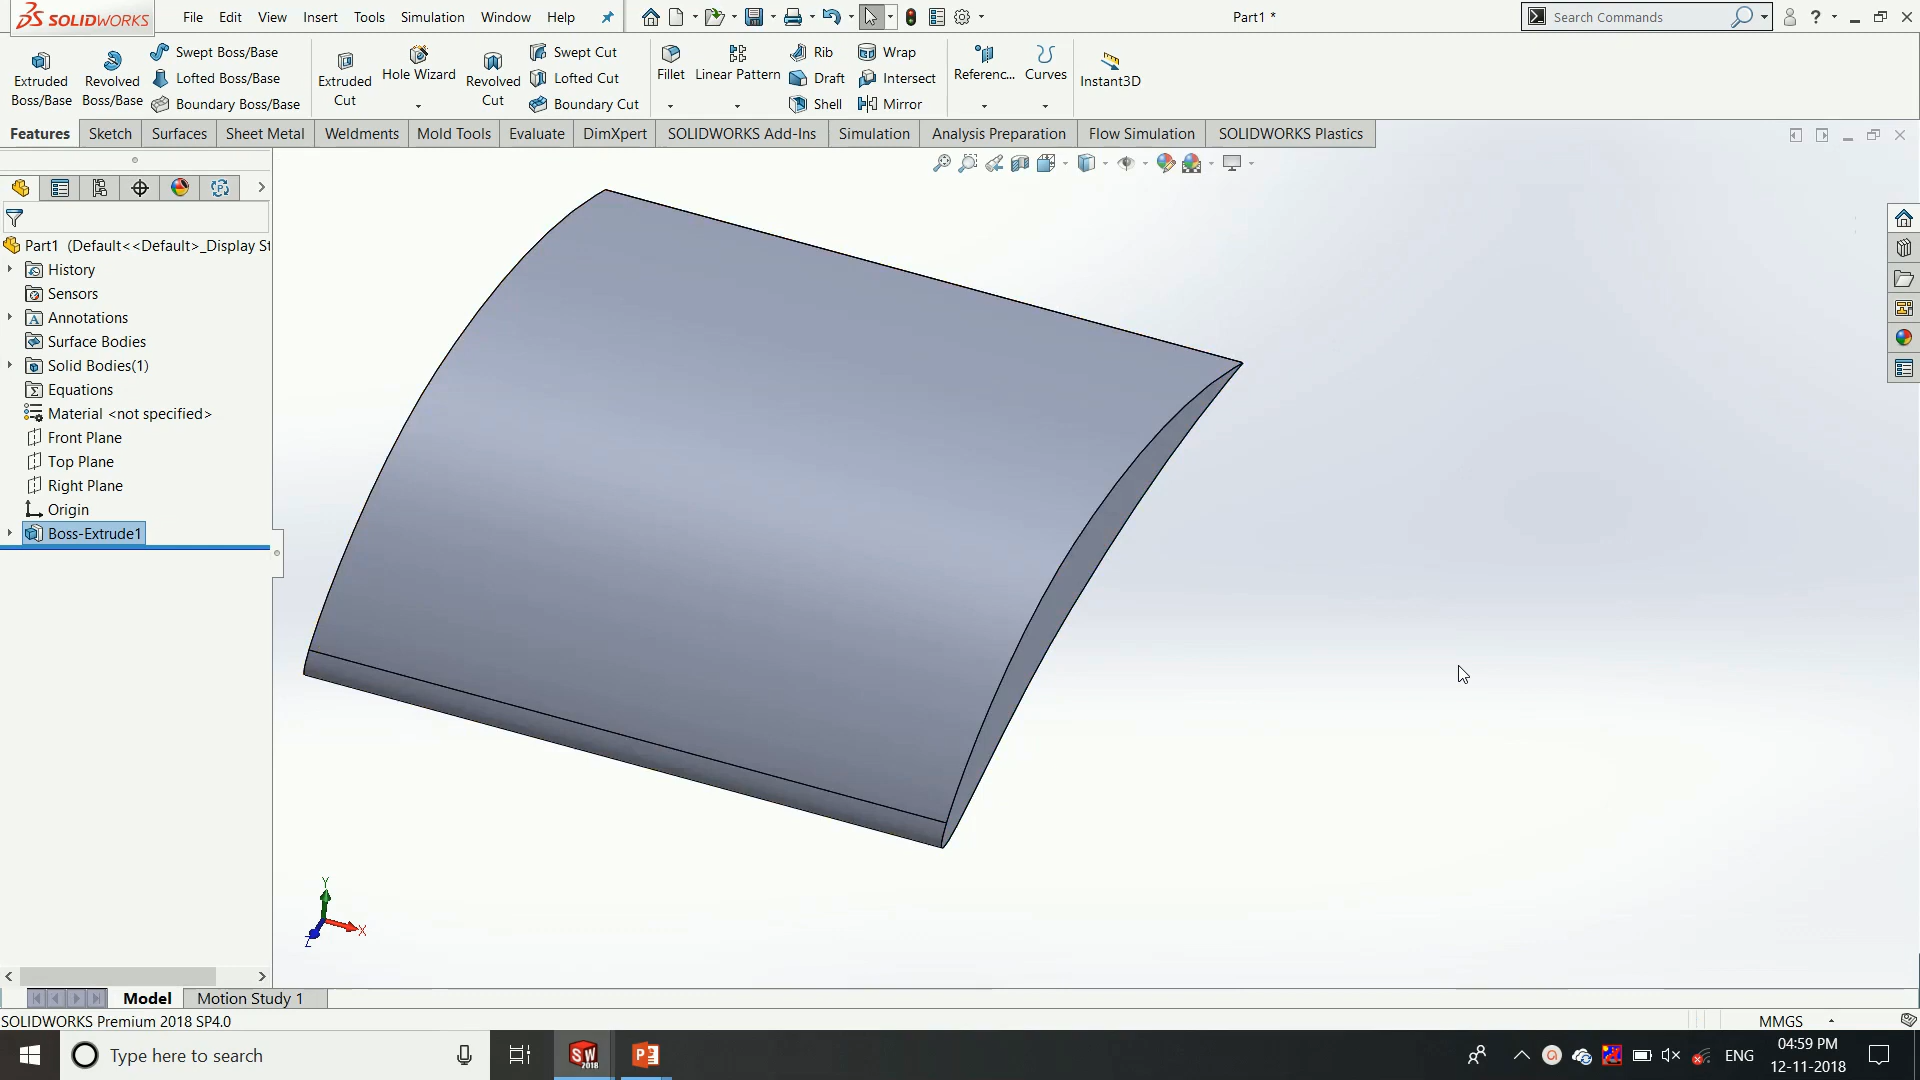 SOLIDWORKS File Edit View Insert Tools Simulation Window Help Part1 * Search Commands ?
Extruded Boss/Base
Revolved Boss/Base
Swept Boss/Base
Lofted Boss/Base
Boundary Boss/Base
Extruded Cut
Hole Wizard
Revolved Cut
Swept Cut
Lofted Cut
Boundary Cut
Fillet
Linear Pattern
Rib
Draft
Shell
Wrap
Intersect
Mirror
Referenc...
Curves
Instant3D
Features Sketch Surfaces Sheet Metal Weldments Mold Tools Evaluate DimXpert SOLIDWORKS Add-Ins Simulation Analysis Preparation Flow Simulation SOLIDWORKS Plastics
Part1 (Default<<Default>_Display St
History
Sensors
Annotations
Surface Bodies
Solid Bodies(1)
Equations
Material <not specified>
Front Plane
Top Plane
Right Plane
Origin
Boss-Extrude1
Y
X
Z
Model Motion Study 1
SOLIDWORKS Premium 2018 SP4.0 MMGS
Type here to search SW 2018 ENG 04:59 PM
12-11-2018